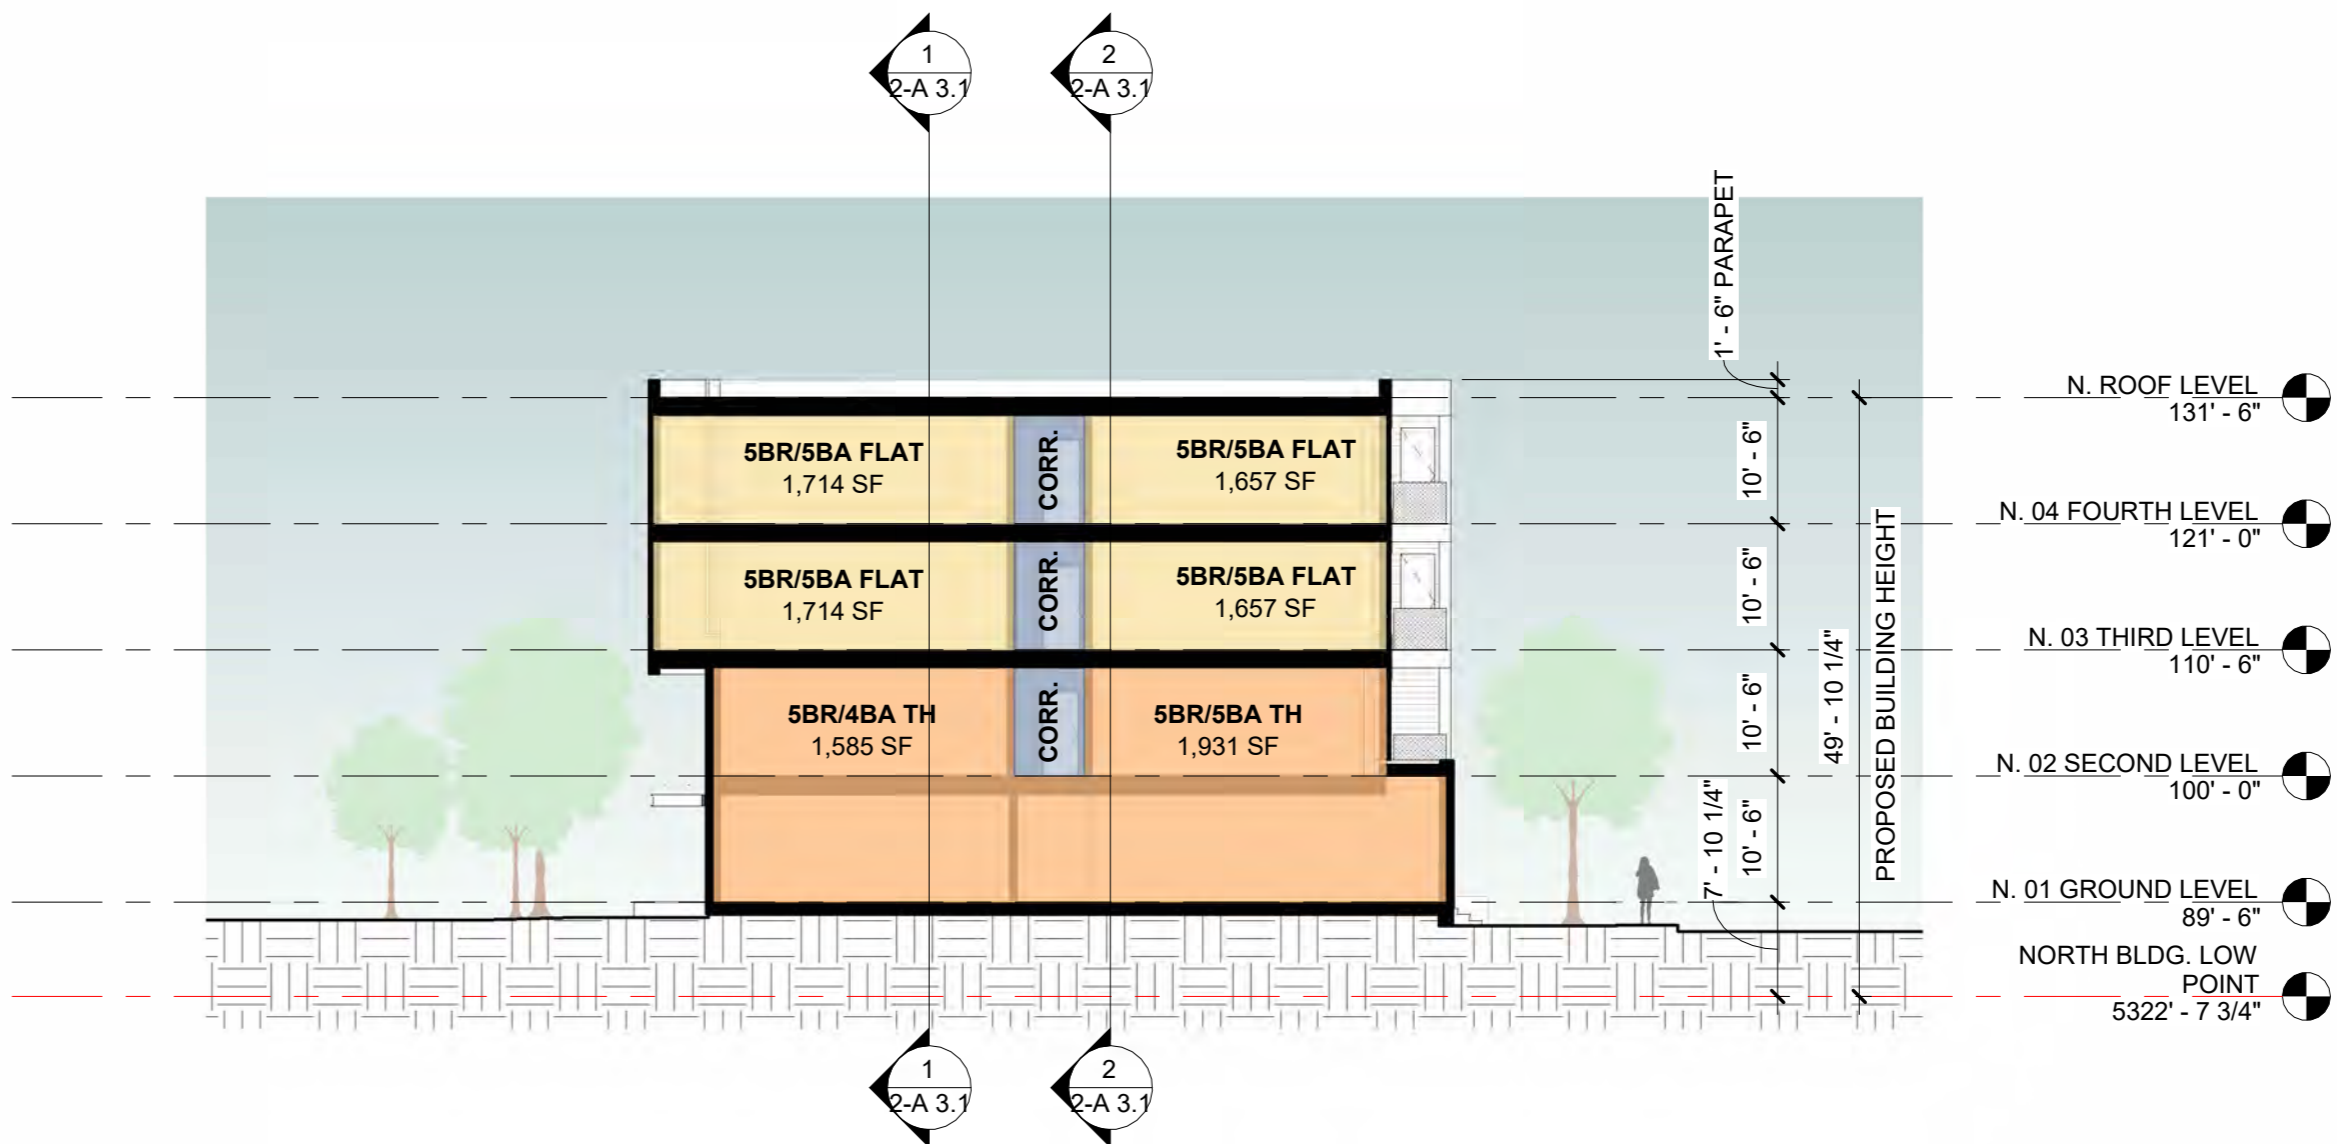 1
2-A 3.1
2
2-A 3.1
1' - 6" PARAPET
N. ROOF LEVEL
131' - 6"
10' - 6"
5BR/5BA FLAT
1,714 SF
CORR.
5BR/5BA FLAT
1,657 SF
N. 04 FOURTH LEVEL
121' - 0"
10' - 6"
5BR/5BA FLAT
1,714 SF
CORR.
5BR/5BA FLAT
1,657 SF
N. 03 THIRD LEVEL
110' - 6"
10' - 6"
49' - 10 1/4"
PROPOSED BUILDING HEIGHT
5BR/4BA TH
1,585 SF
CORR.
5BR/5BA TH
1,931 SF
N. 02 SECOND LEVEL
100' - 0"
7' - 10 1/4"
10' - 6"
N. 01 GROUND LEVEL
89' - 6"
NORTH BLDG. LOW
POINT
5322' - 7 3/4"
1
2-A 3.1
2
2-A 3.1